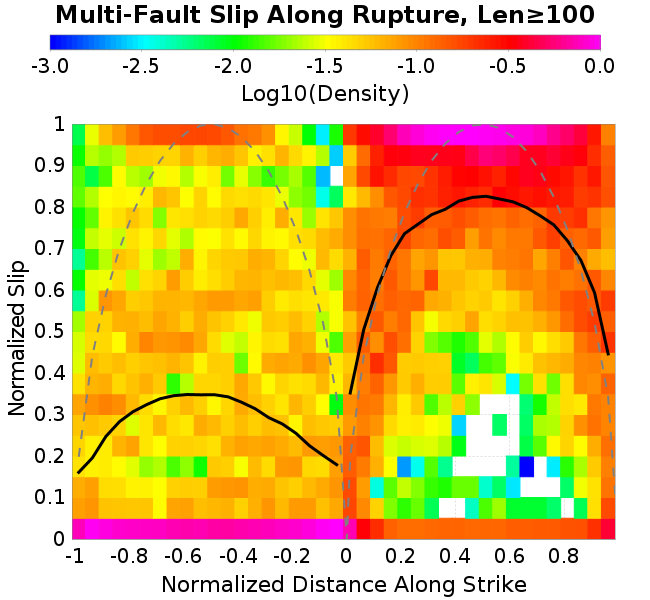 Multi-Fault Slip Along Rupture, Len≥100
-3.0 -2.5 -2.0 -1.5 -1.0 -0.5 0.0
Log10(Density)
1
0.9
0.8
0.7
0.6
0.5
0.4
0.3
0.2
0.1
0
Normalized Slip
-1 -0.8 -0.6 -0.4 -0.2 0 0.2 0.4 0.6 0.8
Normalized Distance Along Strike